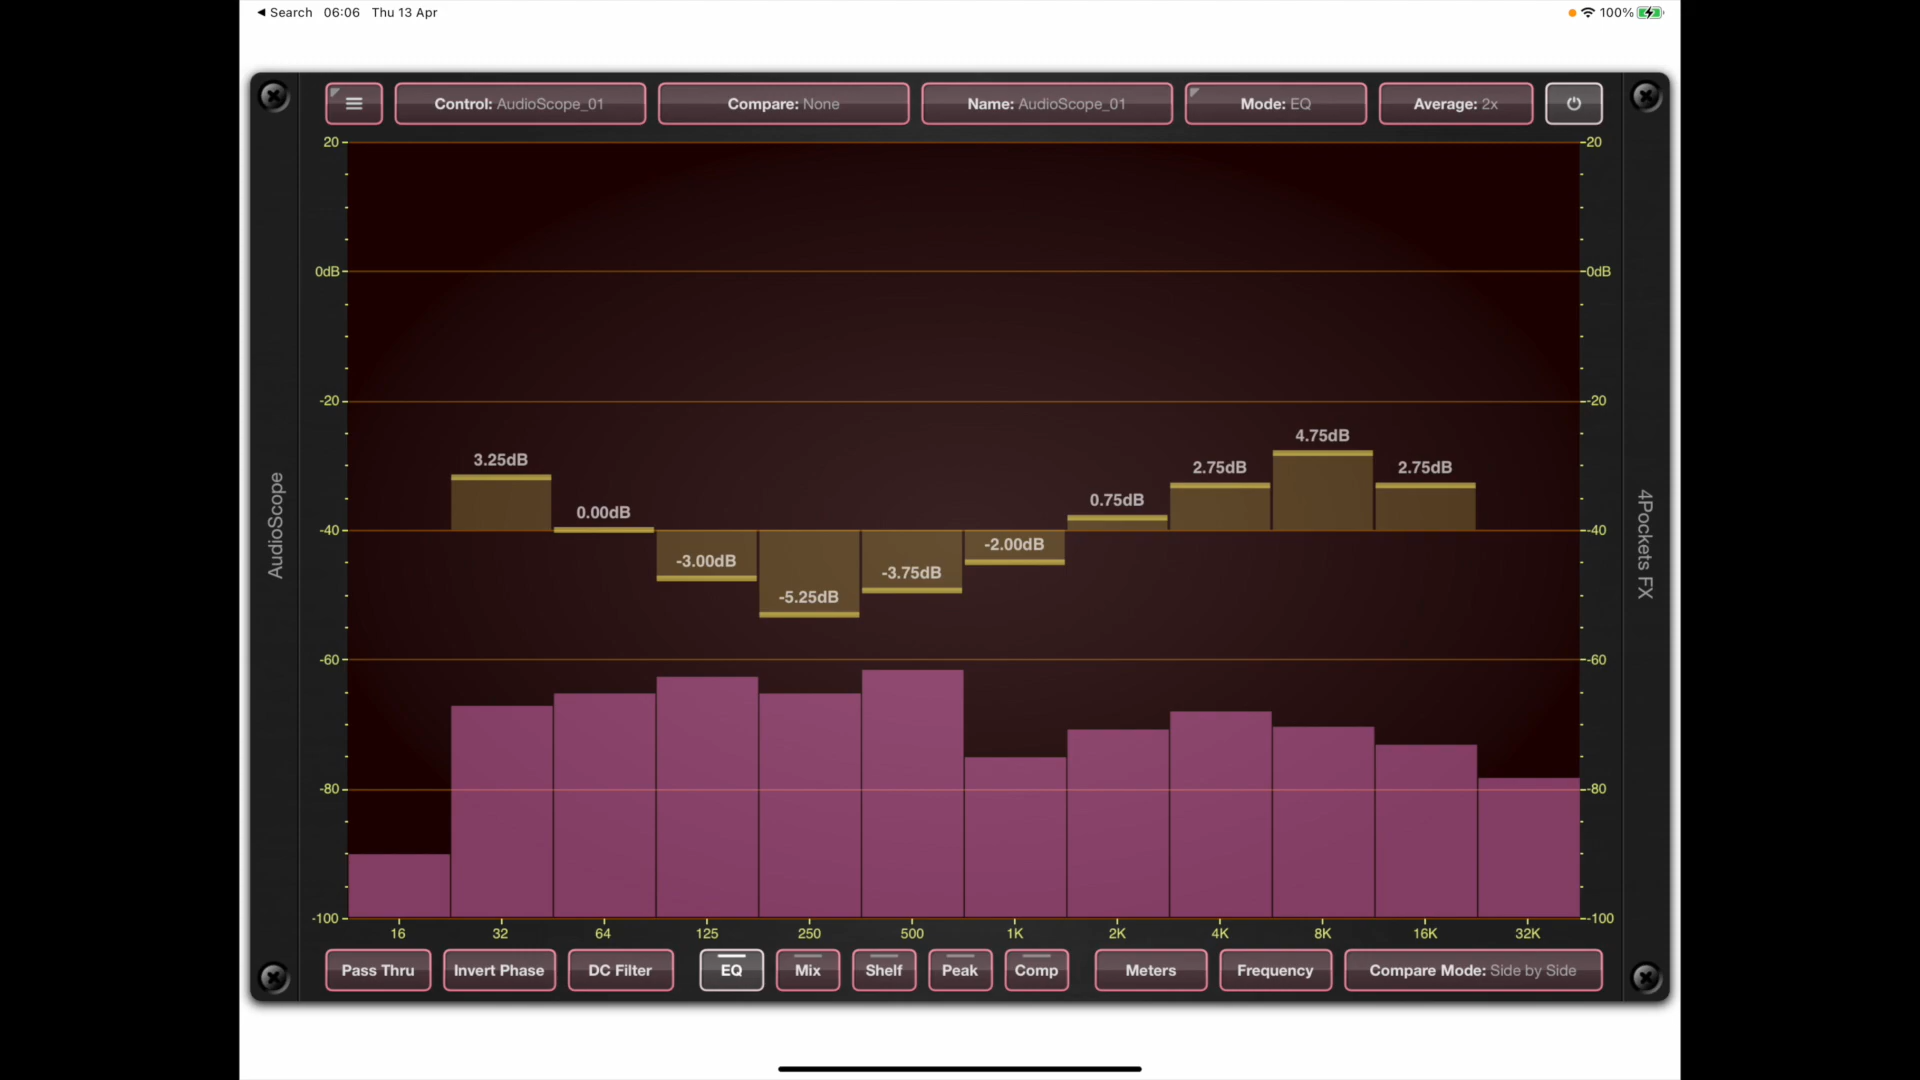 ◀ Search 06:06 Thu 13 Apr 100%
Control: AudioScope_01 Compare: None Name: AudioScope_01 Mode: EQ Average: 2x
20 20
0dB 0dB
-20 -20
4.75dB
3.25dB 2.75dB 2.75dB
0.75dB
0.00dB
-40 -40
-2.00dB
-3.00dB
-3.75dB
-5.25dB
AudioScope
4Pockets FX
-60 -60
-80 -80
-100 -100
16 32 64 125 250 500 1K 2K 4K 8K 16K 32K
Pass Thru Invert Phase DC Filter EQ Mix Shelf Peak Comp Meters Frequency Compare Mode: Side by Side